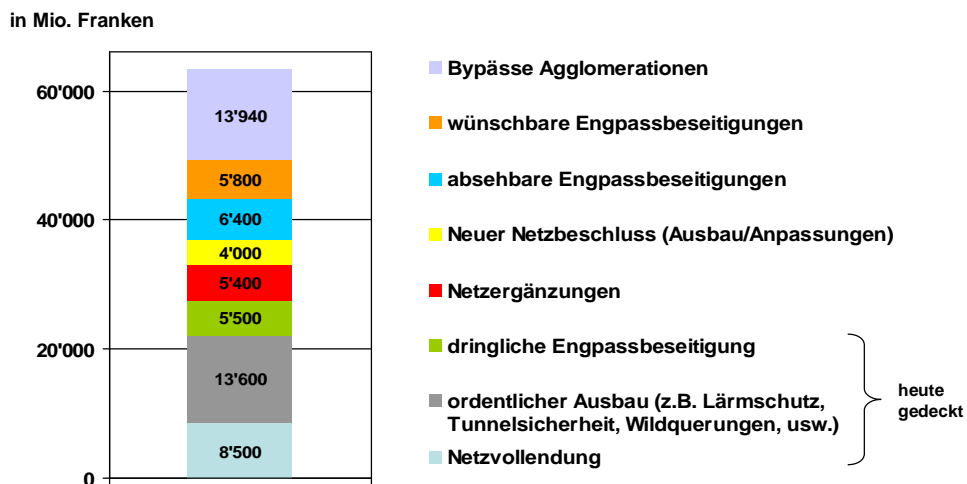 in Mio. Franken
60'000
40'000
20'000
0
13'940
5'800
6'400
4'000
5'400
5'500
13'600
8'500
Bypässe Agglomerationen
wünschbare Engpassbeseitigungen
absehbare Engpassbeseitigungen
Neuer Netzbeschluss (Ausbau/Anpassungen)
Netzergänzungen
dringliche Engpassbeseitigung
ordentlicher Ausbau (z.B. Lärmschutz,
Tunnelsicherheit, Wildquerungen, usw.)
Netzvollendung
heute
gedeckt